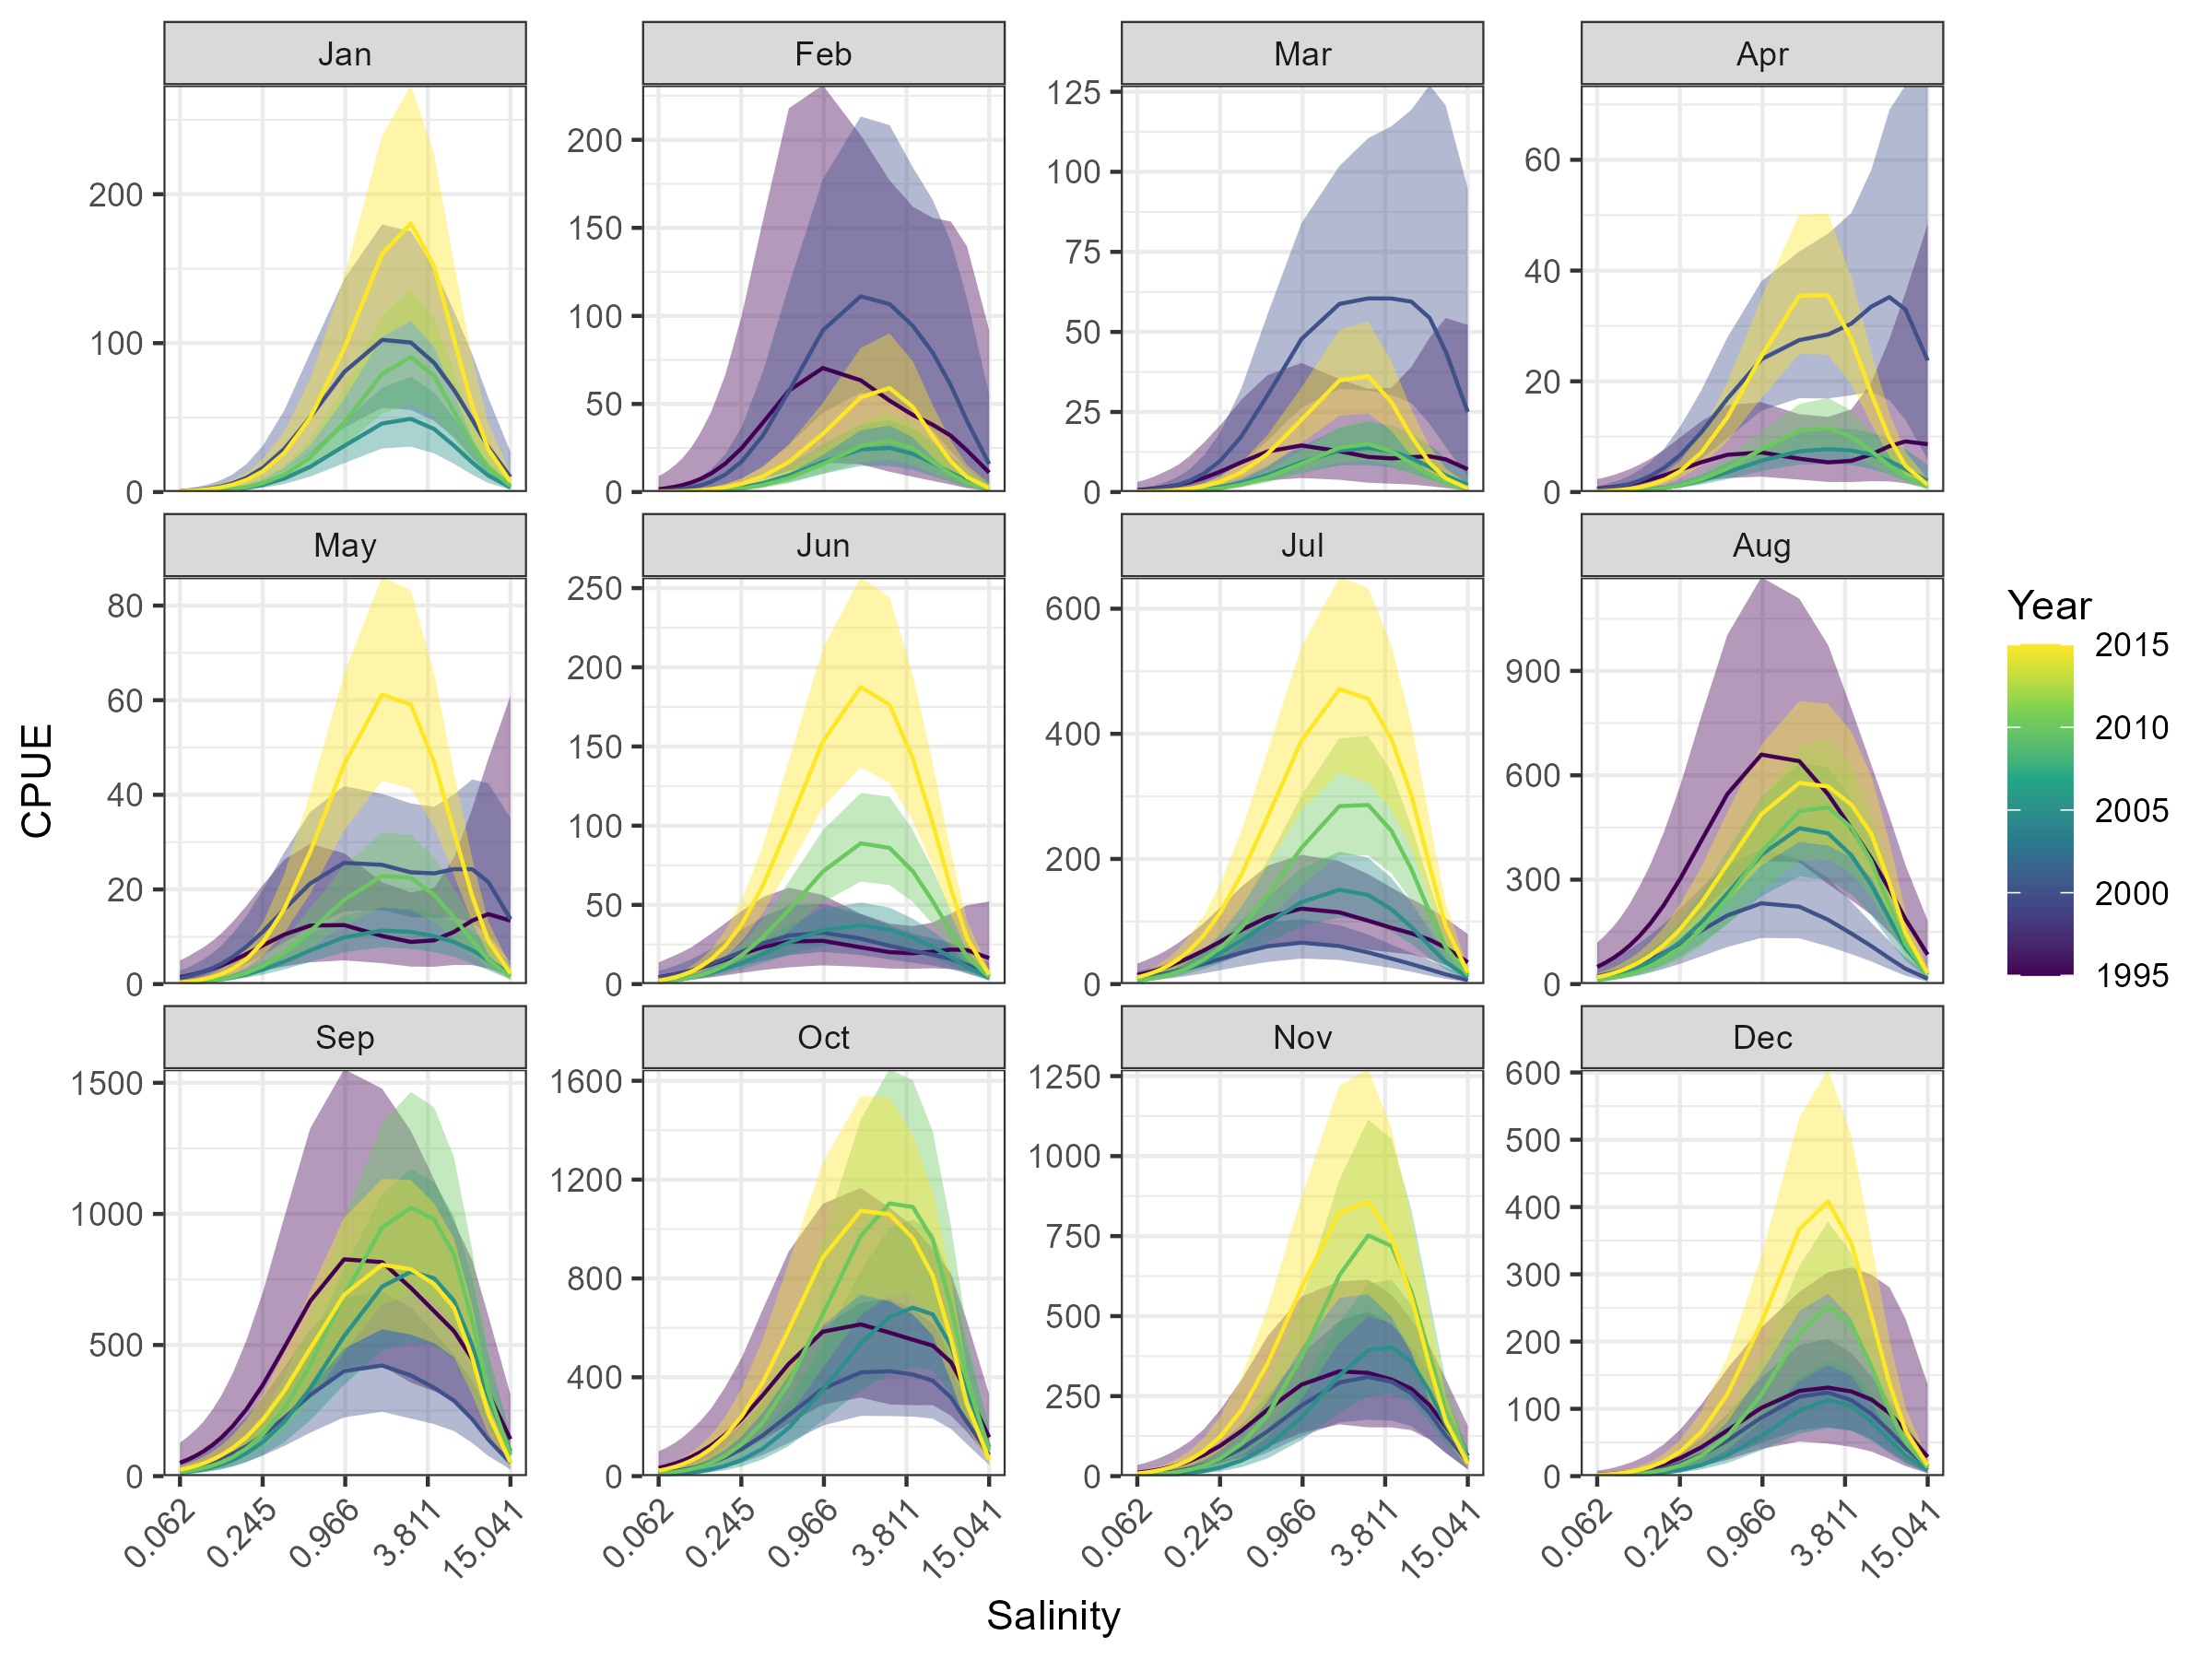 Jan Feb Mar Apr
0 100 200
0 50 100 150 200
0 25 50 75 100 125
0 20 40 60
May Jun Jul Aug
0 20 40 60 80
0 50 100 150 200 250
0 200 400 600
0 300 600 900
Sep Oct Nov Dec
0 500 1000 1500
0 400 800 1200 1600
0 250 500 750 1000 1250
0 100 200 300 400 500 600
0.062 0.245 0.966 3.811 15.041
0.062 0.245 0.966 3.811 15.041
0.062 0.245 0.966 3.811 15.041
0.062 0.245 0.966 3.811 15.041
CPUE
Salinity
Year
2015
2010
2005
2000
1995